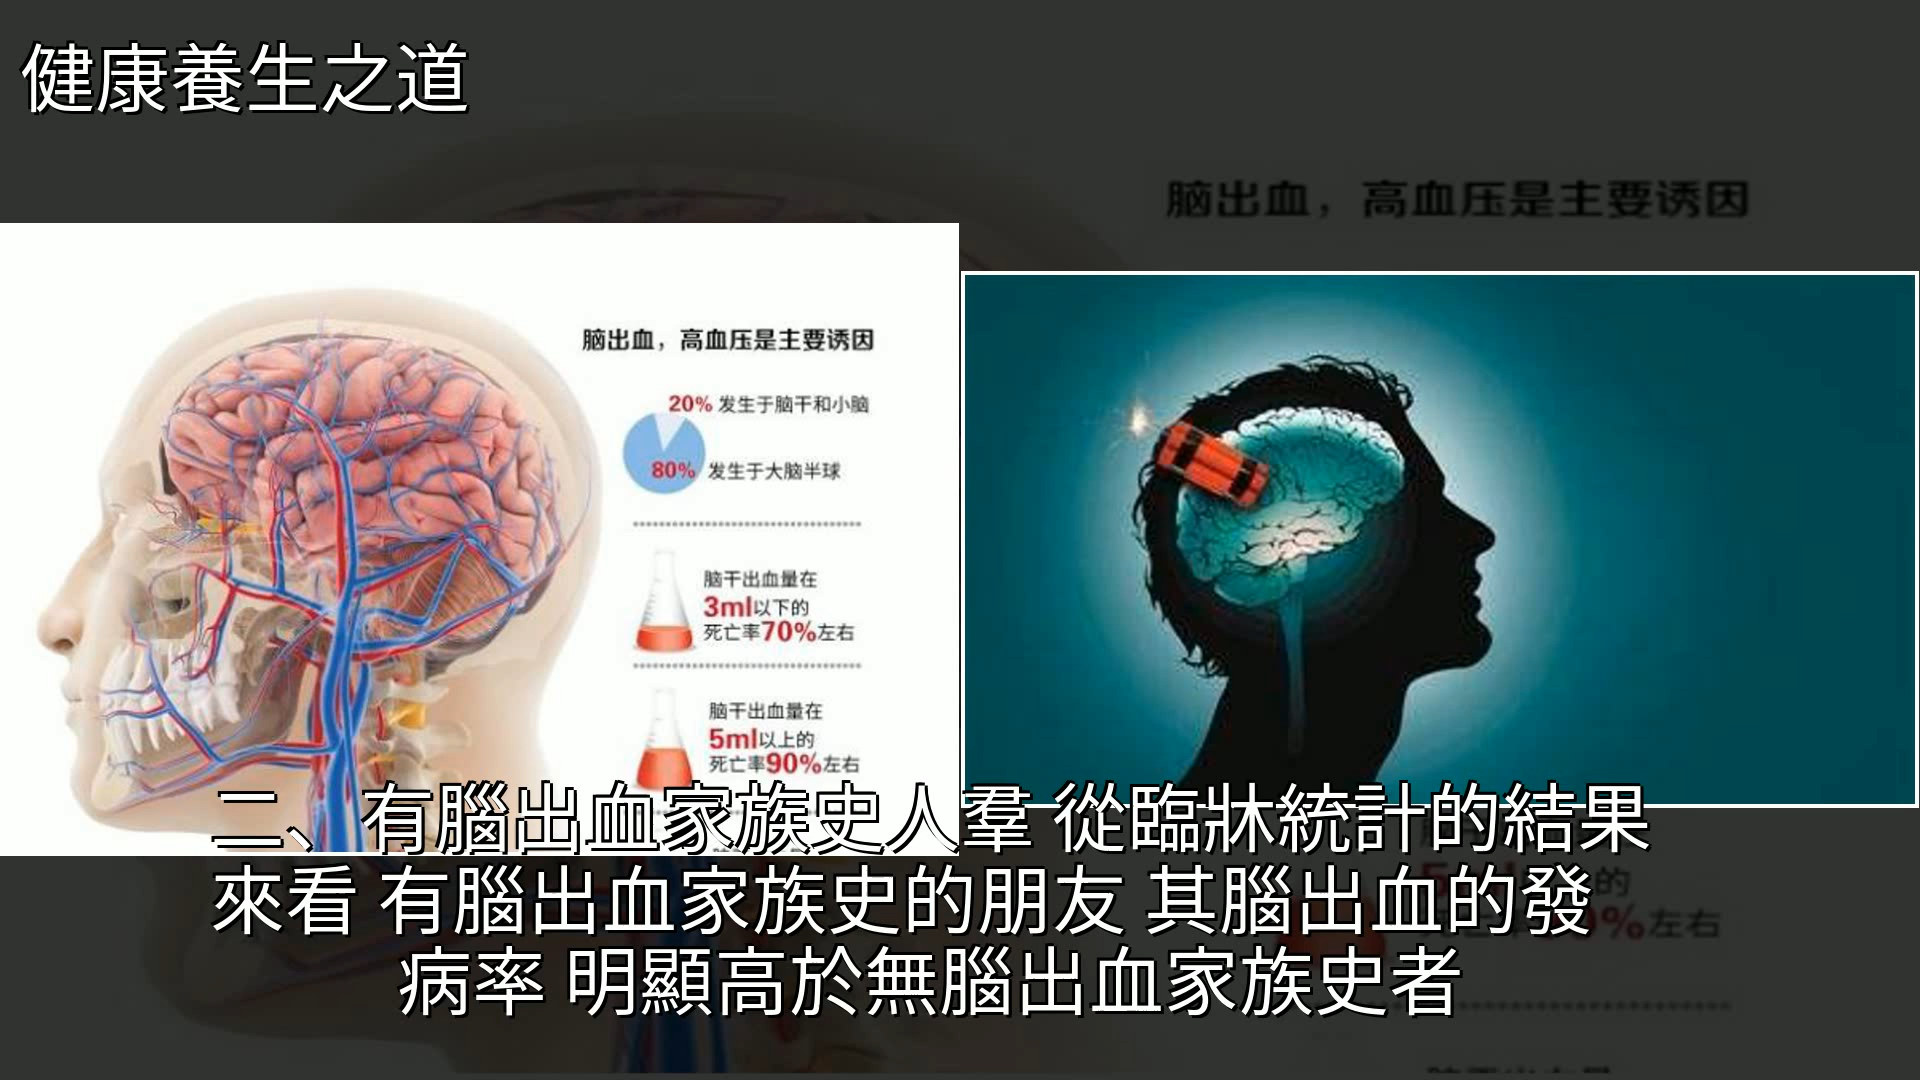 健康養生之道
脑出血，高血压是主要诱因
脑出血，高血压是主要诱因
20% 发生于脑干和小脑
80% 发生于大脑半球
脑干出血量在
3ml以下的
死亡率70%左右
脑干出血量在
5ml以上的
死亡率90%左右
二、有腦出血家族史人羣 從臨牀統計的結果
來看 有腦出血家族史的朋友 其腦出血的發
病率 明顯高於無腦出血家族史者